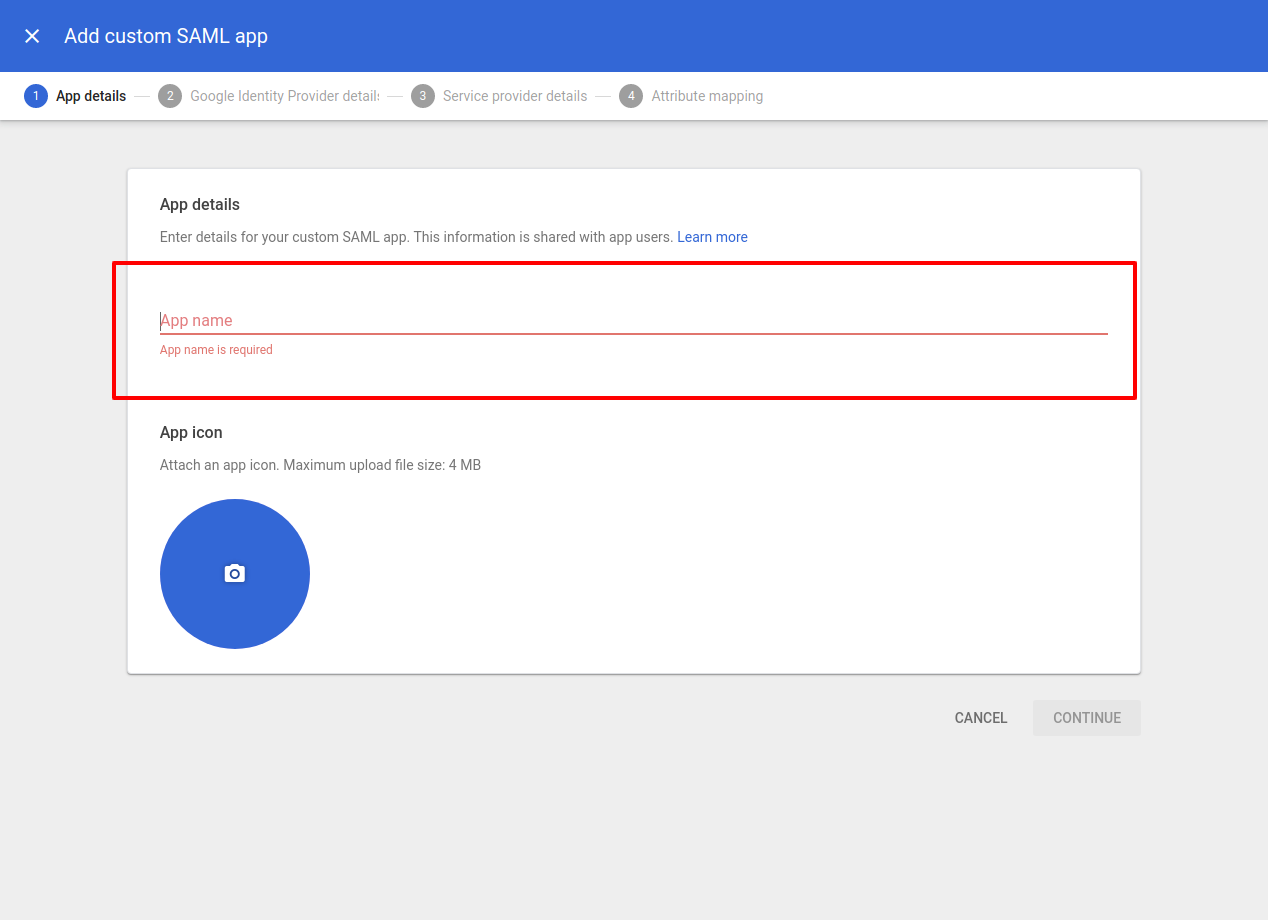 Add custom SAML app
1 App details 2 Google Identity Provider details 3 Service provider details 4 Attribute mapping
App details
Enter details for your custom SAML app. This information is shared with app users. Learn more
App name
App name is required
App icon
Attach an app icon. Maximum upload file size: 4 MB
CANCEL CONTINUE